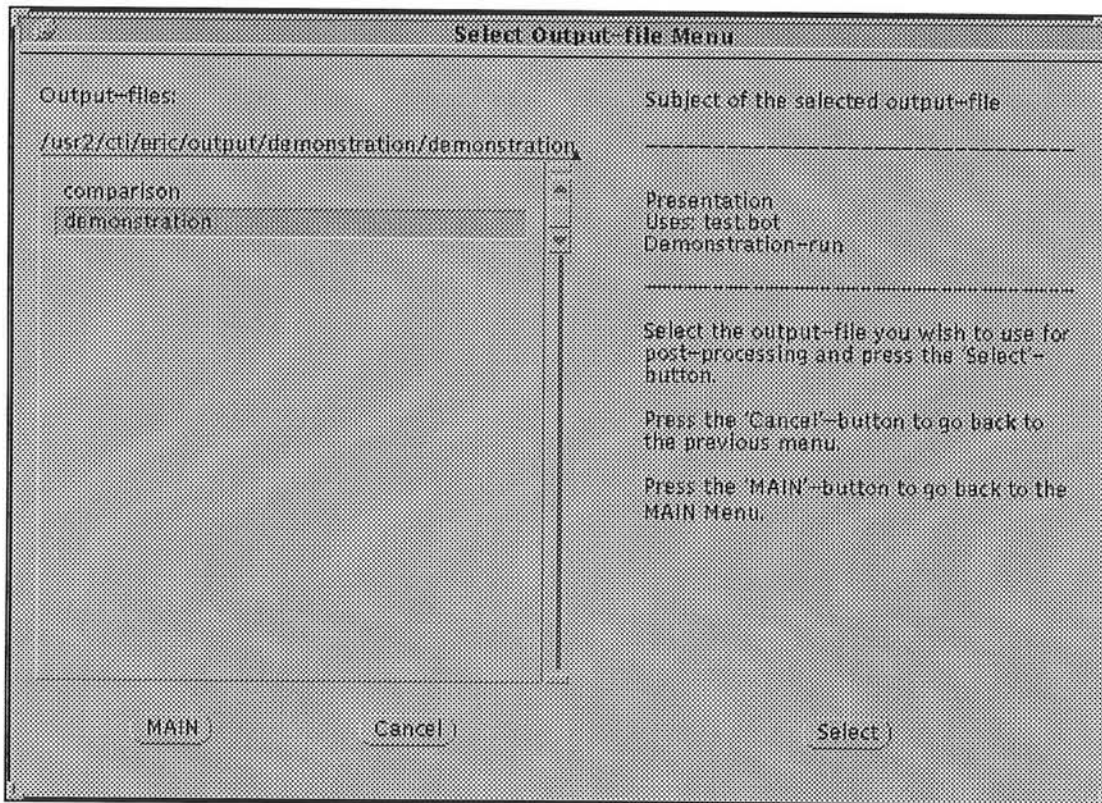 Select Output-file Menu
Output-files:
/usr2/cti/eric/output/demonstration/demonstration
comparison
demonstration
Subject of the selected output-file
Presentation
Uses: test.bot
Demonstration-run
Select the output-file you wish to use for
post-processing and press the 'Select'-
button.
Press the 'Cancel'-button to go back to
the previous menu.
Press the 'MAIN'-button to go back to the
MAIN Menu.
MAIN
Cancel
Select